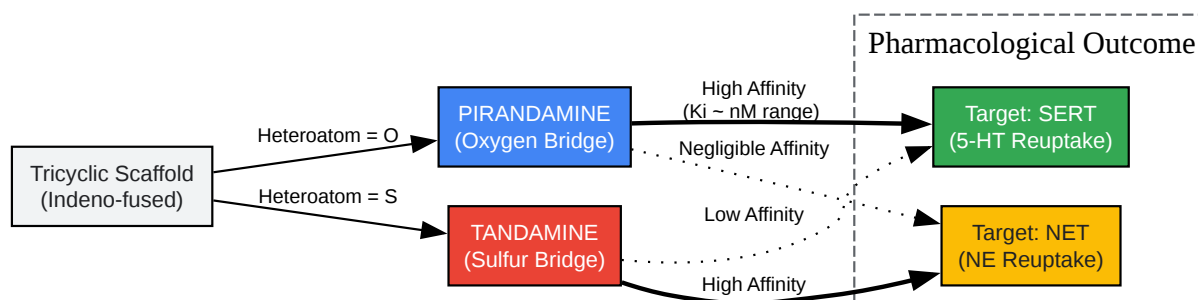 Pharmacological Outcome
Tricyclic Scaffold
(Indeno-fused)
Heteroatom = O
Heteroatom = S
PIRANDAMINE
(Oxygen Bridge)
TANDAMINE
(Sulfur Bridge)
High Affinity
(Ki ~ nM range)
Negligible Affinity
Low Affinity
High Affinity
Target: SERT
(5-HT Reuptake)
Target: NET
(NE Reuptake)